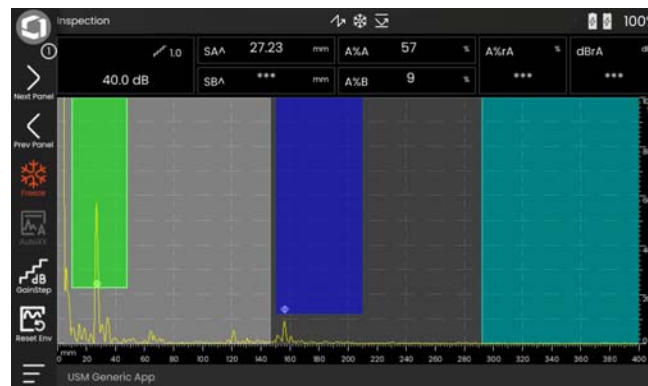 Inspection
100%
1
1.0
40.0 dB
SA^ 27.23 mm
A%A 57 %
A%rA %
***
dBrA
***
SB^ *** mm
A%B 9 %
Next Panel
Prev Panel
Freeze
AutoXX
dB
GainStep
Reset Env
mm 20 40 60 80 100 120 140 160 180 200 220 240 260 280 300 320 340 360 380 400
USM Generic App